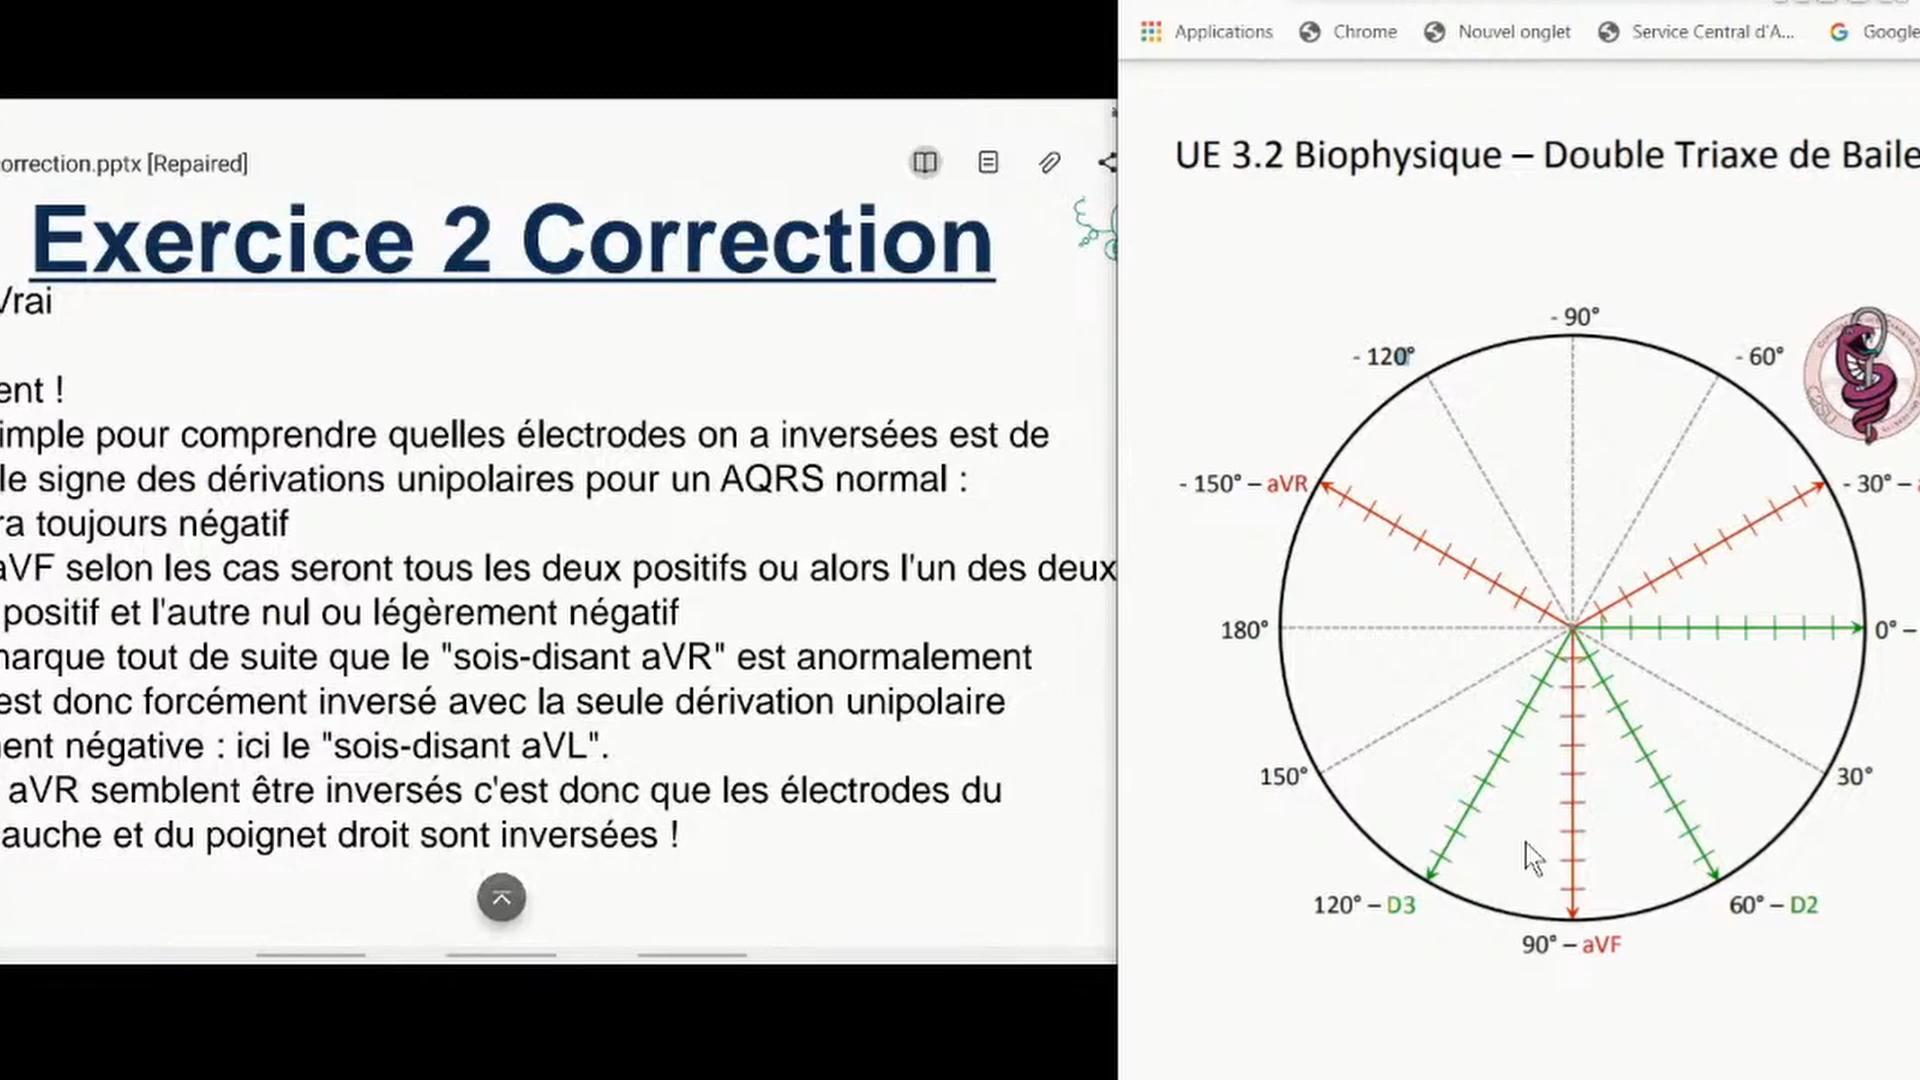 orrection.pptx [Repaired]
Exercice 2 Correction
Vrai
ent !
imple pour comprendre quelles électrodes on a inversées est de
le signe des dérivations unipolaires pour un AQRS normal :
ra toujours négatif
aVF selon les cas seront tous les deux positifs ou alors l'un des deux
positif et l'autre nul ou légèrement négatif
marque tout de suite que le "sois-disant aVR" est anormalement
est donc forcément inversé avec la seule dérivation unipolaire
ent négative : ici le "sois-disant aVL".
aVR semblent être inversés c'est donc que les électrodes du
auche et du poignet droit sont inversées !
Applications
Chrome
Nouvel onglet
Service Central d'A...
Google
UE 3.2 Biophysique – Double Triaxe de Baile
- 90°
- 120°
- 60°
- 150° – aVR
- 30° –
180°
0° –
150°
30°
120° – D3
60° – D2
90° – aVF